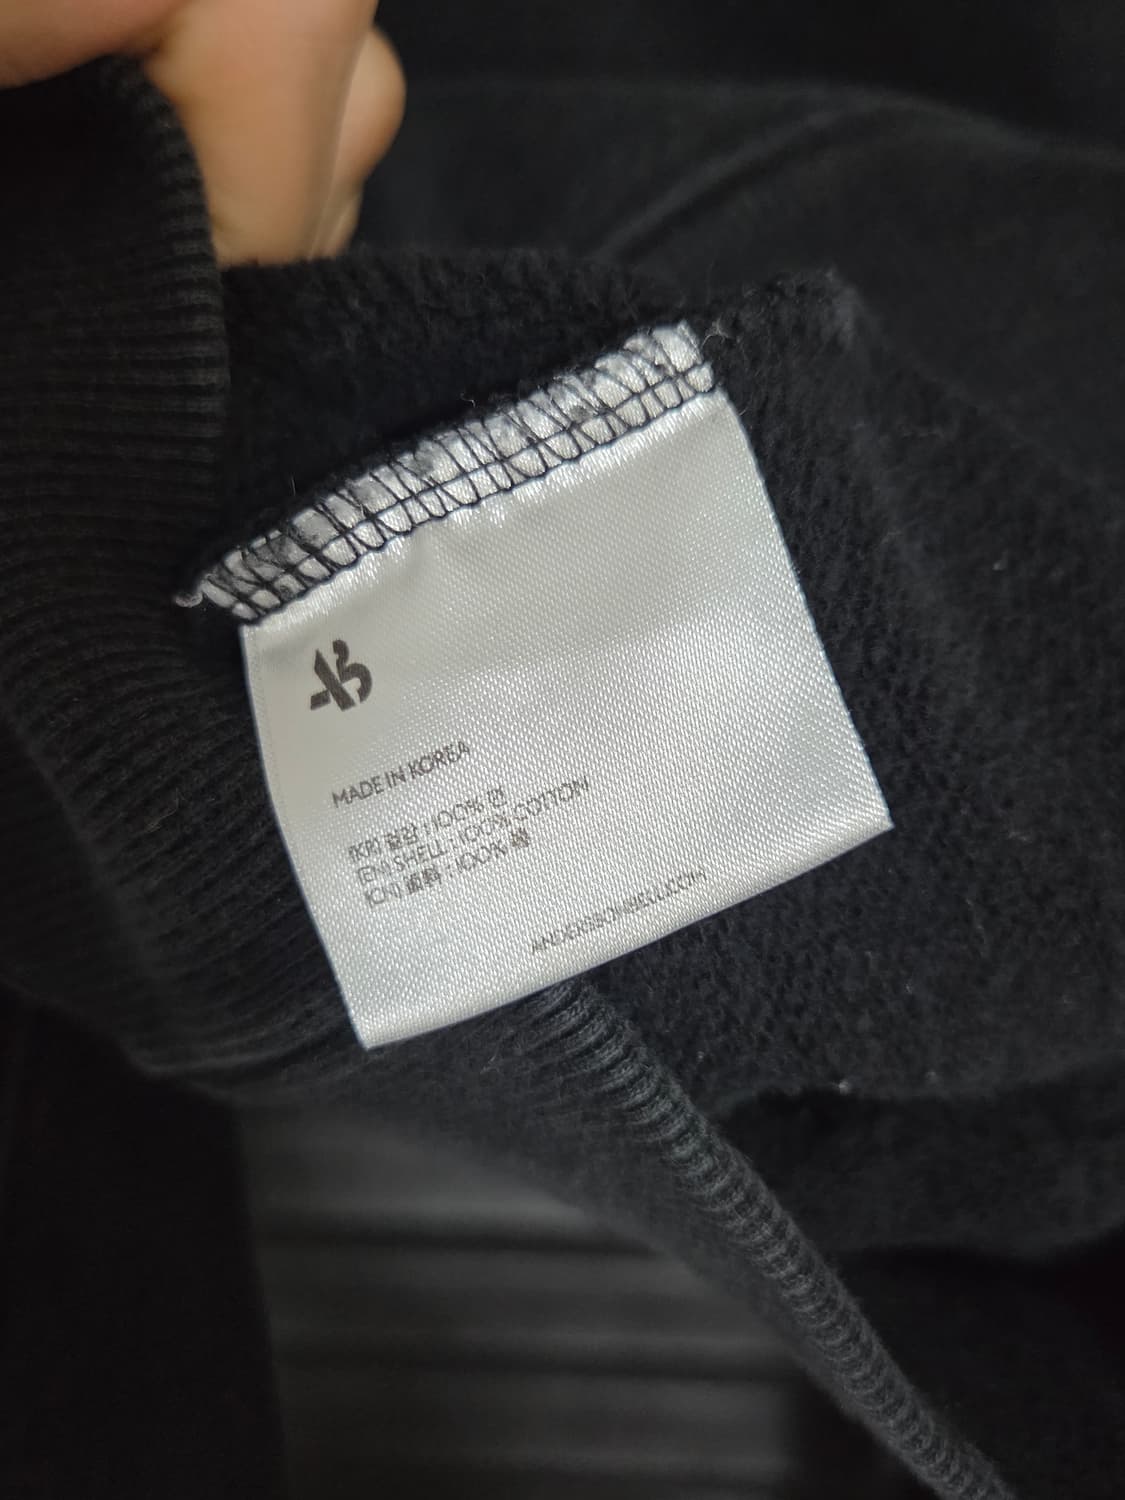 AB
MADE IN KOREA
(KR) 겉감 : 100% 면
(EN) SHELL : 100% COTTON
(CN) 面料 : 100% 棉
ANDERSSONBELL.COM